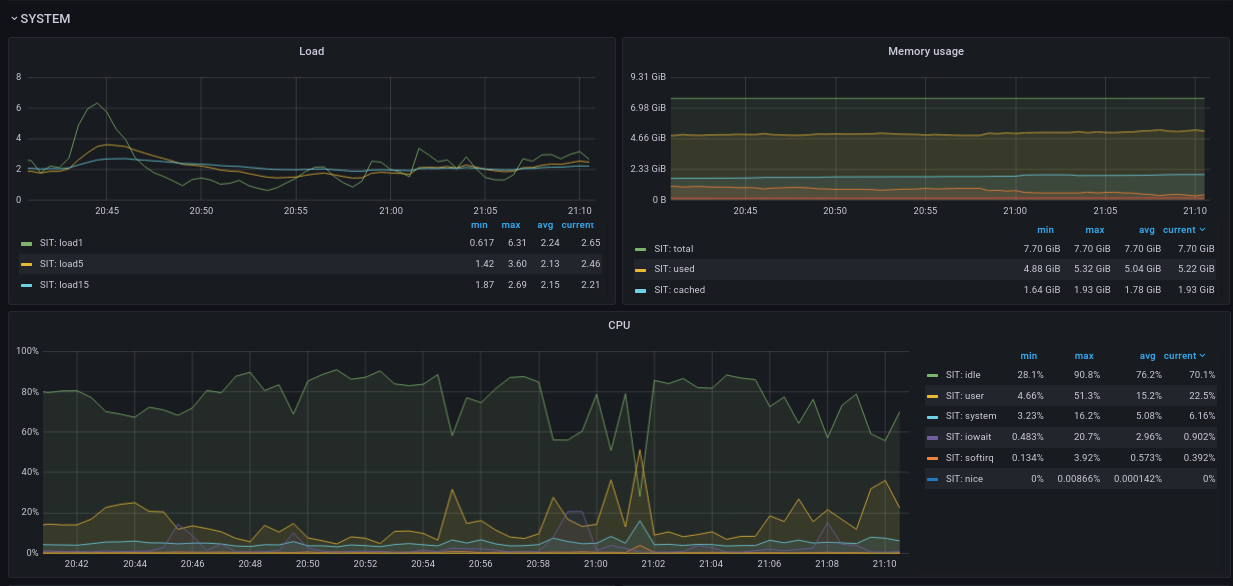 SYSTEM
Load
8
6
4
2
0
20:45 20:50 20:55 21:00 21:05 21:10
min max avg current
SIT: load1 0.617 6.31 2.24 2.65
SIT: load5 1.42 3.60 2.13 2.46
SIT: load15 1.87 2.69 2.15 2.21
Memory usage
9.31 GiB
6.98 GiB
4.66 GiB
2.33 GiB
0 B
20:45 20:50 20:55 21:00 21:05 21:10
min max avg current
SIT: total 7.70 GiB 7.70 GiB 7.70 GiB 7.70 GiB
SIT: used 4.88 GiB 5.32 GiB 5.04 GiB 5.22 GiB
SIT: cached 1.64 GiB 1.93 GiB 1.78 GiB 1.93 GiB
CPU
100%
80%
60%
40%
20%
0%
20:42 20:44 20:46 20:48 20:50 20:52 20:54 20:56 20:58 21:00 21:02 21:04 21:06 21:08 21:10
min max avg current
SIT: idle 28.1% 90.8% 76.2% 70.1%
SIT: user 4.66% 51.3% 15.2% 22.5%
SIT: system 3.23% 16.2% 5.08% 6.16%
SIT: iowait 0.483% 20.7% 2.96% 0.902%
SIT: softirq 0.134% 3.92% 0.573% 0.392%
SIT: nice 0% 0.00866% 0.000142% 0%